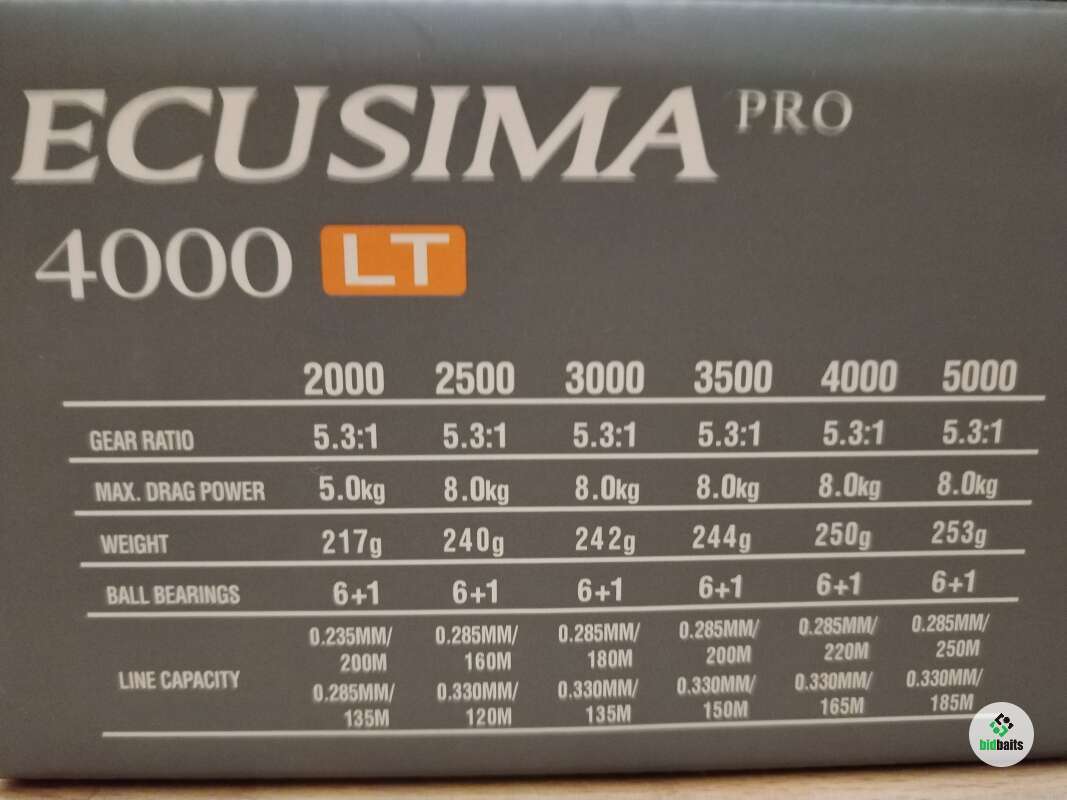 ECUSIMA PRO
4000 LT
2000 2500 3000 3500 4000 5000
GEAR RATIO 5.3:1 5.3:1 5.3:1 5.3:1 5.3:1 5.3:1
MAX. DRAG POWER 5.0kg 8.0kg 8.0kg 8.0kg 8.0kg 8.0kg
WEIGHT 217g 240g 242g 244g 250g 253g
BALL BEARINGS 6+1 6+1 6+1 6+1 6+1 6+1
LINE CAPACITY
0.235MM/ 0.285MM/ 0.285MM/ 0.285MM/ 0.285MM/ 0.285MM/
200M 160M 180M 200M 220M 250M
0.285MM/ 0.330MM/ 0.330MM/ 0.330MM/ 0.330MM/ 0.330MM/
135M 120M 135M 150M 165M 185M
bidbaits